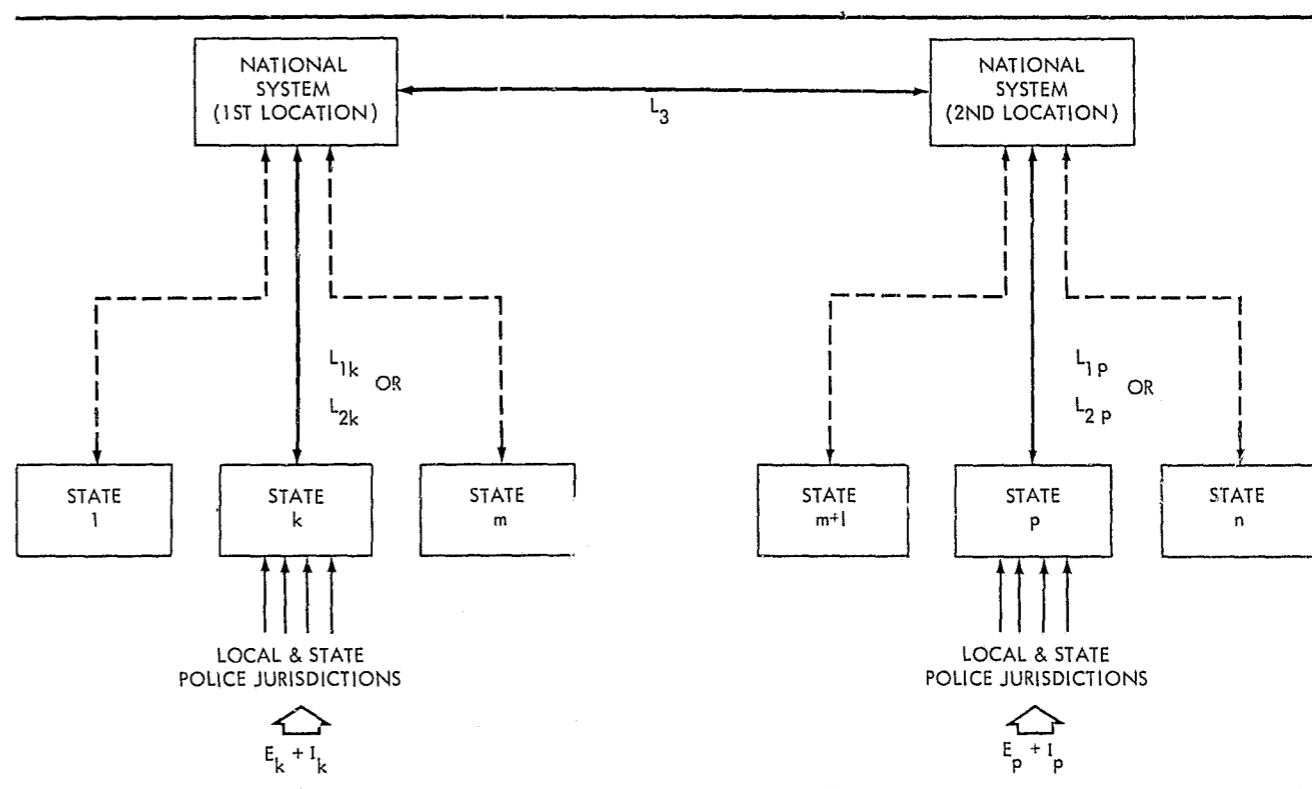 NATIONAL
SYSTEM
(1ST LOCATION)
L3
NATIONAL
SYSTEM
(2ND LOCATION)
L1k
OR
L2k
L1p
OR
L2p
STATE
1
STATE
k
STATE
m
STATE
m+1
STATE
p
STATE
n
LOCAL & STATE
POLICE JURISDICTIONS
Ek + Ik
LOCAL & STATE
POLICE JURISDICTIONS
Ep + Ip